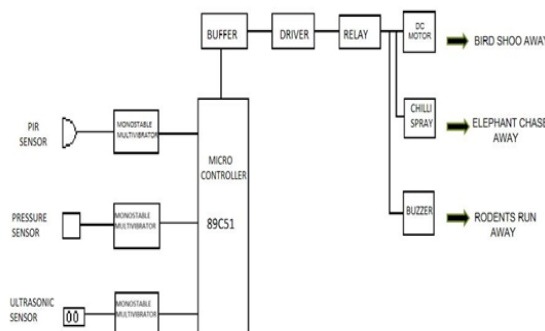 BUFFER
DRIVER
RELAY
DC
MOTOR
BIRD SHOO AWAY
PIR
SENSOR
MONOSTABLE
MULTIVIBRATOR
CHILLI
SPRAY
ELEPHANT CHASE
AWAY
MICRO
CONTROLLER
89C51
PRESSURE
SENSOR
MONOSTABLE
MULTIVIBRATOR
BUZZER
RODENTS RUN
AWAY
ULTRASONIC
SENSOR
MONOSTABLE
MULTIVIBRATOR